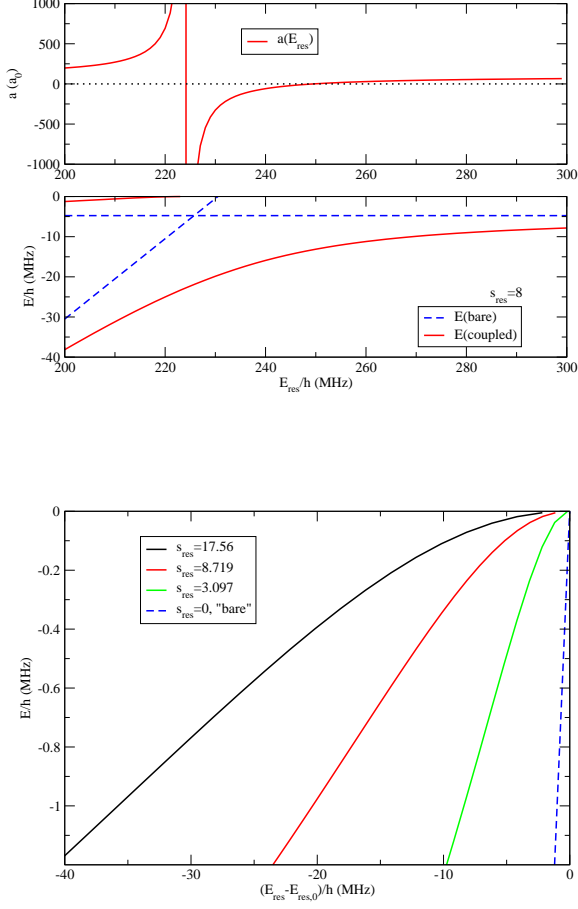 1000
500
0
-500
-1000
a (a0)
a(Eres)
200 220 240 260 280 300
0
-10
-20
-30
-40
E/h (MHz)
sres=8
E(bare)
E(coupled)
200 220 240 260 280 300
Eres/h (MHz)
0
-0.2
-0.4
-0.6
-0.8
-1
E/h (MHz)
sres=17.56
sres=8.719
sres=3.097
sres=0, "bare"
-40 -30 -20 -10 0
(Eres-Eres,0)/h (MHz)